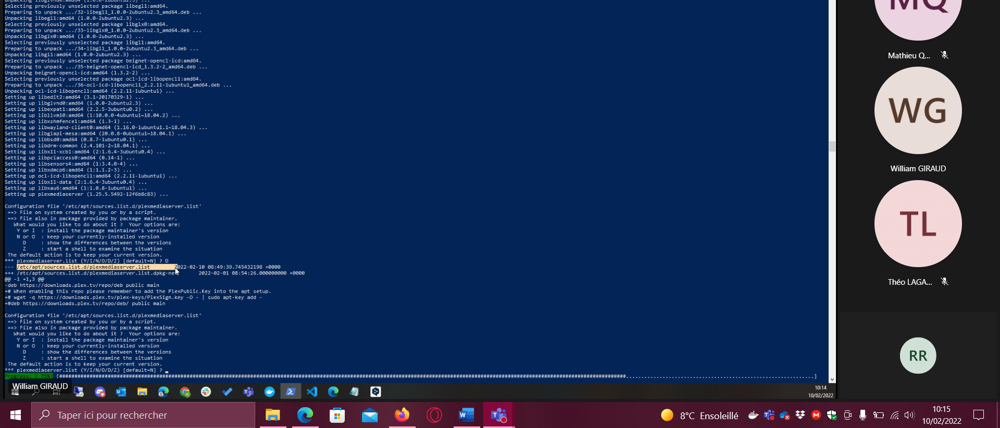 Unpacking libglvnd0:amd64 (1.0.0-2ubuntu2.3) ...
Selecting previously unselected package libegl1:amd64.
Preparing to unpack .../32-libegl1_1.0.0-2ubuntu2.3_amd64.deb ...
Unpacking libegl1:amd64 (1.0.0-2ubuntu2.3) ...
Selecting previously unselected package libglx0:amd64.
Preparing to unpack .../33-libglx0_1.0.0-2ubuntu2.3_amd64.deb ...
Unpacking libglx0:amd64 (1.0.0-2ubuntu2.3) ...
Selecting previously unselected package libgl1:amd64.
Preparing to unpack .../34-libgl1_1.0.0-2ubuntu2.3_amd64.deb ...
Unpacking libgl1:amd64 (1.0.0-2ubuntu2.3) ...
Selecting previously unselected package beignet-opencl-icd:amd64.
Preparing to unpack .../35-beignet-opencl-icd_1.3.2-2_amd64.deb ...
Unpacking beignet-opencl-icd:amd64 (1.3.2-2) ...
Selecting previously unselected package ocl-icd-libopencl1:amd64.
Preparing to unpack .../36-ocl-icd-libopencl1_2.2.11-1ubuntu1_amd64.deb ...
Unpacking ocl-icd-libopencl1:amd64 (2.2.11-1ubuntu1) ...
Setting up libedit2:amd64 (3.1-20170329-1) ...
Setting up libglvnd0:amd64 (1.0.0-2ubuntu2.3) ...
Setting up libexpat1:amd64 (2.2.5-3ubuntu0.2) ...
Setting up libllvm10:amd64 (1:10.0.0-4ubuntu1~18.04.2) ...
Setting up libxshmfence1:amd64 (1.3-1) ...
Setting up libwayland-client0:amd64 (1.16.0-1ubuntu1.1~18.04.3) ...
Setting up libglapi-mesa:amd64 (20.0.8-0ubuntu1~18.04.1) ...
Setting up libbsd0:amd64 (0.8.7-1ubuntu0.1) ...
Setting up libdrm-common (2.4.101-2~18.04.1) ...
Setting up libx11-xcb1:amd64 (2:1.6.4-3ubuntu0.4) ...
Setting up libpciaccess0:amd64 (0.14-1) ...
Setting up libsensors4:amd64 (1:3.4.0-4) ...
Setting up libxdmcp6:amd64 (1:1.1.2-3) ...
Setting up ocl-icd-libopencl1:amd64 (2.2.11-1ubuntu1) ...
Setting up libx11-data (2:1.6.4-3ubuntu0.4) ...
Setting up libxau6:amd64 (1:1.0.8-1ubuntu1) ...
Setting up plexmediaserver (1.25.5.5492-12f6b8c83) ...
Configuration file '/etc/apt/sources.list.d/plexmediaserver.list'
==> File on system created by you or by a script.
==> File also in package provided by package maintainer.
What would you like to do about it ?  Your options are:
Y or I  : install the package maintainer's version
N or O  : keep your currently-installed version
D     : show the differences between the versions
Z     : start a shell to examine the situation
The default action is to keep your current version.
*** plexmediaserver.list (Y/I/N/O/D/Z) [default=N] ? D
--- /etc/apt/sources.list.d/plexmediaserver.list        2022-02-10 08:49:39.745432198 +0000
+++ /etc/apt/sources.list.d/plexmediaserver.list.dpkg-new       2022-02-01 08:54:26.000000000 +0000
@@ -1 +1,3 @@
-deb https://downloads.plex.tv/repo/deb public main
+# When enabling this repo please remember to add the PlexPublic.Key into the apt setup.
+# wget -q https://downloads.plex.tv/plex-keys/PlexSign.key -O - | sudo apt-key add -
+#deb https://downloads.plex.tv/repo/deb/ public main
Configuration file '/etc/apt/sources.list.d/plexmediaserver.list'
==> File on system created by you or by a script.
==> File also in package provided by package maintainer.
What would you like to do about it ?  Your options are:
Y or I  : install the package maintainer's version
N or O  : keep your currently-installed version
D     : show the differences between the versions
Z     : start a shell to examine the situation
The default action is to keep your current version.
*** plexmediaserver.list (Y/I/N/O/D/Z) [default=N] ?
Progress: [ 75%]
William GIRAUD
10:14
10/02/2022
MQ
Mathieu Q...
WG
William GIRAUD
TL
Théo LAGA...
RR
Taper ici pour rechercher
8°C Ensoleillé
10:15
10/02/2022